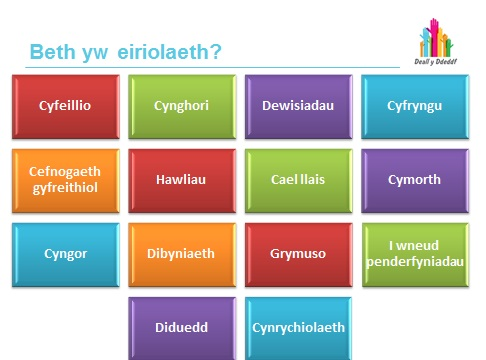 Beth yw eiriolaeth?
Deall y Ddeddf
Cyfeillio
Cynghori
Dewisiadau
Cyfryngu
Cefnogaeth
gyfreithiol
Hawliau
Cael llais
Cymorth
Cyngor
Dibyniaeth
Grymuso
I wneud
penderfyniadau
Diduedd
Cynrychiolaeth